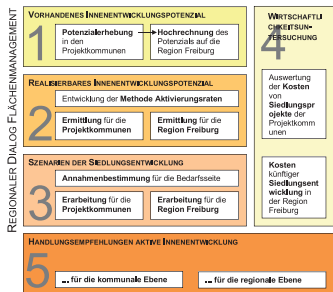 REGIONALER DIALOG FLÄCHENMANAGEMENT
VORHANDENES INNENENTWICKLUNGSPOTENZIAL
1
Potenzialerhebung
in den
Projektkommunen
Hochrechnung des
Potenzials auf die
Region Freiburg
REALISIERBARES INNENENTWICKLUNGSPOTENZIAL
2
Entwicklung der Methode Aktivierungsraten
Ermittlung für die
Projektkommunen
Ermittlung für die
Region Freiburg
SZENARIEN DER SIEDLUNGSENTWICKLUNG
3
Annahmenbestimmung für die Bedarfsseite
Erarbeitung für die
Projektkommunen
Erarbeitung für die
Region Freiburg
WIRTSCHAFTLI
CHKEITSUN-
TERSUCHUNG
4
Auswertung
der Kosten
von
Siedlungspr
ojekte der
Projektkomm
unen
Kosten
künftiger
Siedlungsent
wicklung in
der Region
Freiburg
HANDLUNGSEMPFEHLUNGEN AKTIVE INNENENTWICKLUNG
5
... für die kommunale Ebene
... für die regionale Ebene